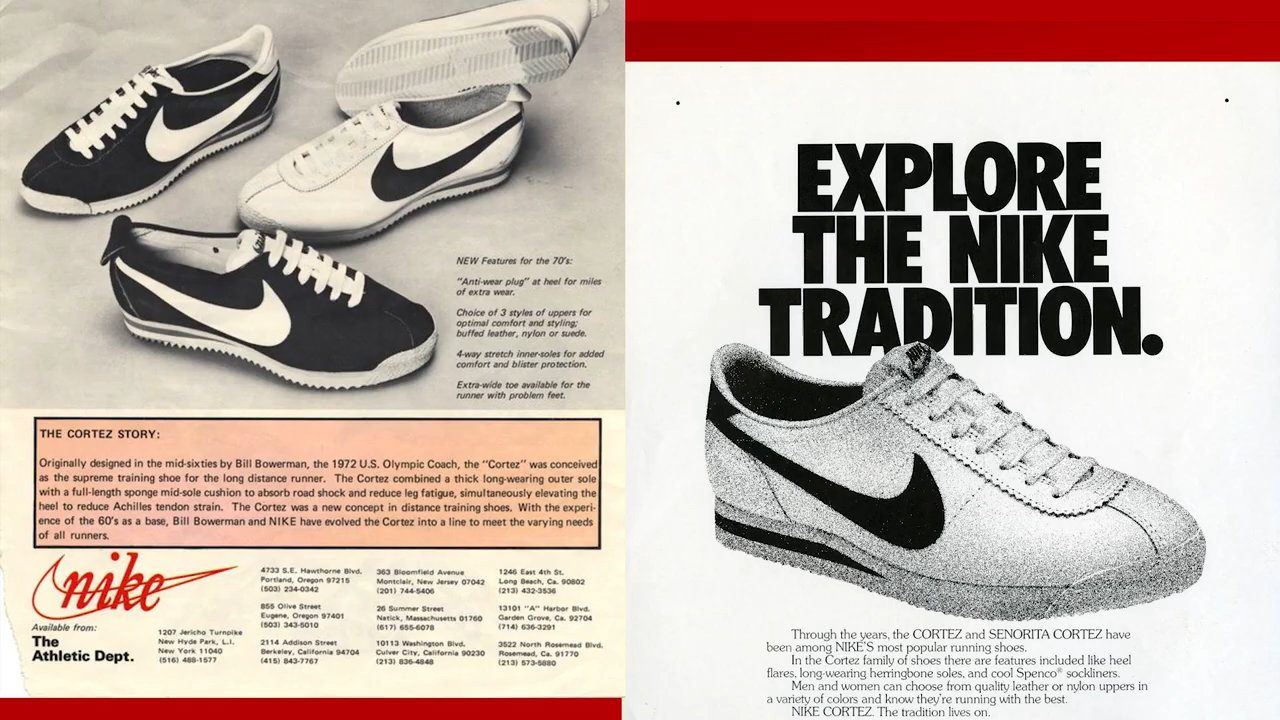 NEW Features for the 70's:
"Anti-wear plug" at heel for miles
of extra wear.
Choice of 3 styles of uppers for
optimal comfort and styling;
buffed leather, nylon or suede.
4-way stretch inner-soles for added
comfort and blister protection.
Extra-wide toe available for the
runner with problem feet.
THE CORTEZ STORY:
Originally designed in the mid-sixties by Bill Bowerman, the 1972 U.S. Olympic Coach, the "Cortez" was conceived
as the supreme training shoe for the long distance runner. The Cortez combined a thick long-wearing outer sole
with a full-length sponge mid-sole cushion to absorb road shock and reduce leg fatigue, simultaneously elevating the
heel to reduce Achilles tendon strain. The Cortez was a new concept in distance training shoes. With the experi-
ence of the 60's as a base, Bill Bowerman and NIKE have evolved the Cortez into a line to meet the varying needs
of all runners.
nike
Available from:
The
Athletic Dept.
1207 Jericho Turnpike
New Hyde Park, L.I.
New York 11040
(516) 488-1577
4733 S.E. Hawthorne Blvd.
Portland, Oregon 97215
(503) 234-0342
855 Olive Street
Eugene, Oregon 97401
(503) 343-5010
2114 Addison Street
Berkeley, California 94704
(415) 843-7767
363 Bloomfield Avenue
Montclair, New Jersey 07042
(201) 744-5406
26 Summer Street
Natick, Massachusetts 01760
(617) 655-6078
10113 Washington Blvd.
Culver City, California 90230
(213) 836-4848
1246 East 4th St.
Long Beach, Ca. 90802
(213) 432-3536
13101 "A" Harbor Blvd.
Garden Grove, Ca. 92704
(714) 636-3291
3522 North Rosemead Blvd.
Rosemead, Ca. 91770
(213) 573-5880
EXPLORE
THE NIKE
TRADITION.
Through the years, the CORTEZ and SENORITA CORTEZ have
been among NIKE'S most popular running shoes.
In the Cortez family of shoes there are features included like heel
flares, long-wearing herringbone soles, and cool Spenco® sockliners.
Men and women can choose from quality leather or nylon uppers in
a variety of colors and know they're running with the best.
NIKE CORTEZ. The tradition lives on.